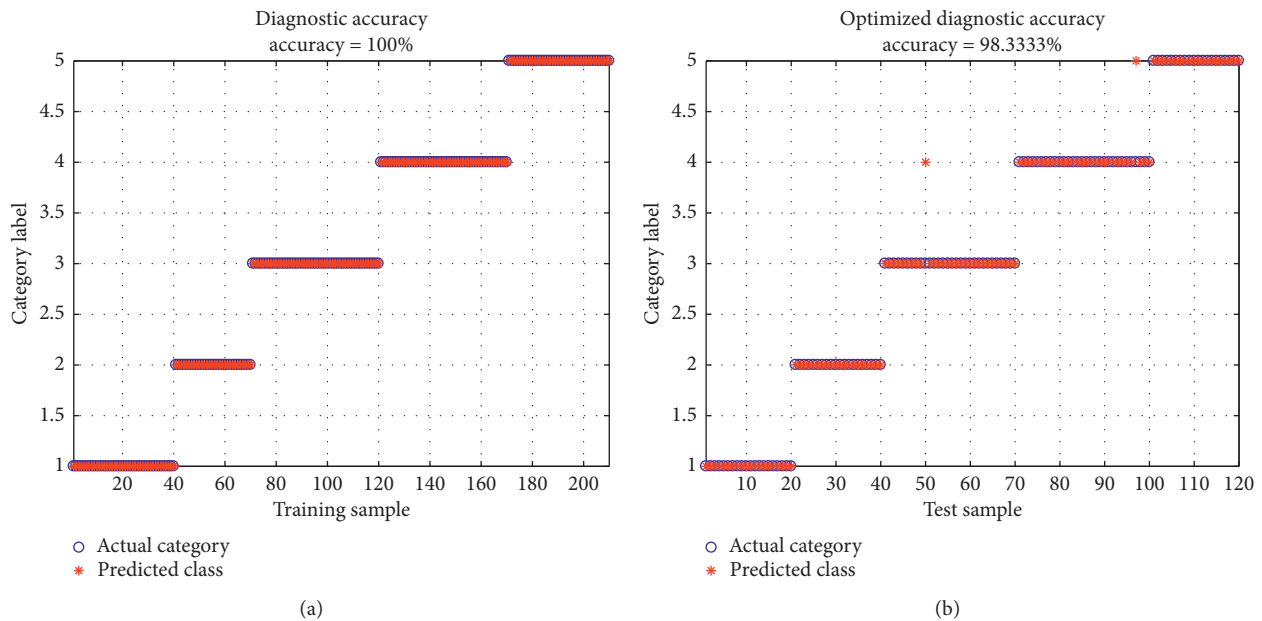 Diagnostic accuracy
accuracy = 100%
5
4.5
4
3.5
3
2.5
2
1.5
1
Category label
20 40 60 80 100 120 140 160 180 200
Training sample
Actual category
Predicted class
(a)
Optimized diagnostic accuracy
accuracy = 98.3333%
5
4.5
4
3.5
3
2.5
2
1.5
1
Category label
10 20 30 40 50 60 70 80 90 100 110 120
Test sample
Actual category
Predicted class
(b)